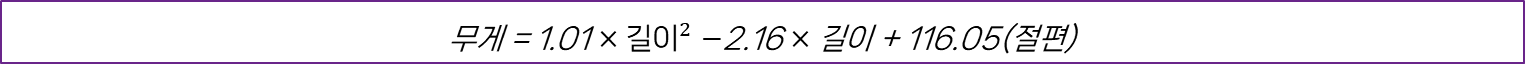 무게 = 1.01 × 길이² − 2.16 × 길이 + 116.05(절편)